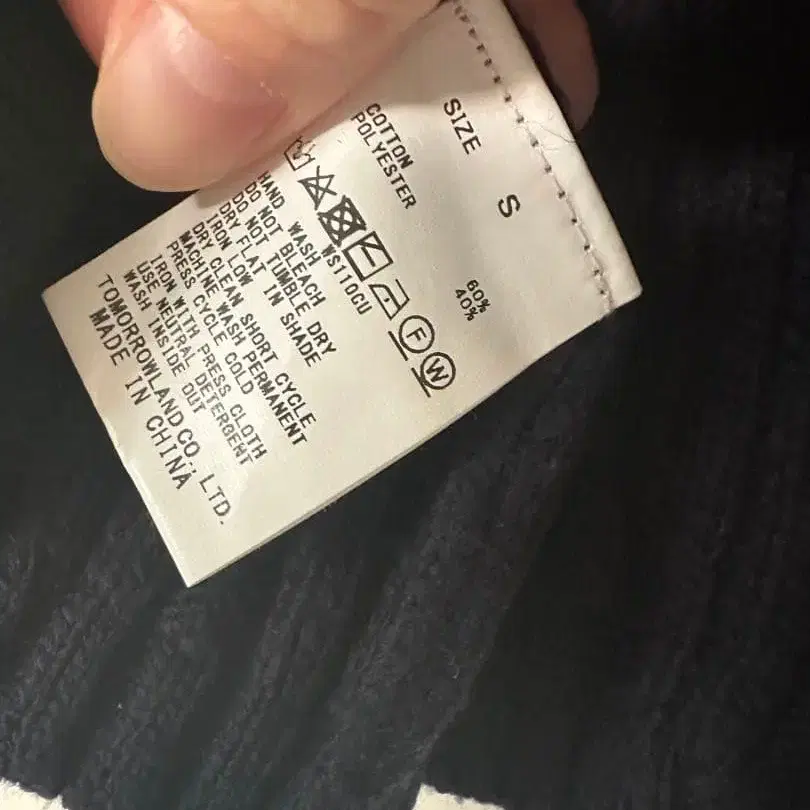 SIZE S
COTTON 60%
POLYESTER 40%
F W
WS110CU
HAND WASH
DO NOT BLEACH
DO NOT TUMBLE DRY
DRY FLAT IN SHADE
IRON LOW
DRY CLEAN SHORT CYCLE
MACHINE WASH PERMANENT
PRESS CYCLE COLD
IRON WITH PRESS CLOTH
USE NEUTRAL DETERGENT
WASH INSIDE OUT
TOMORROWLAND CO., LTD.
MADE IN CHINA